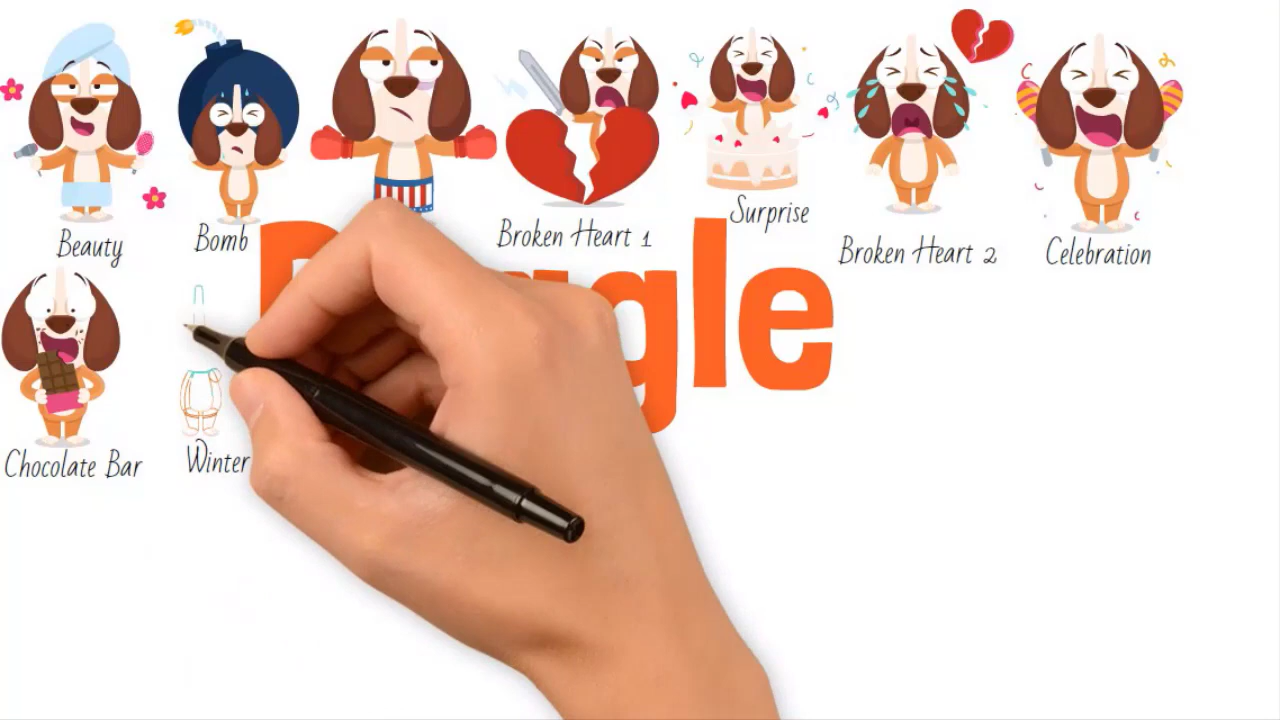 Beauty
Bomb
Broken Heart 1
Surprise
Broken Heart 2
Celebration
Chocolate Bar
Winter